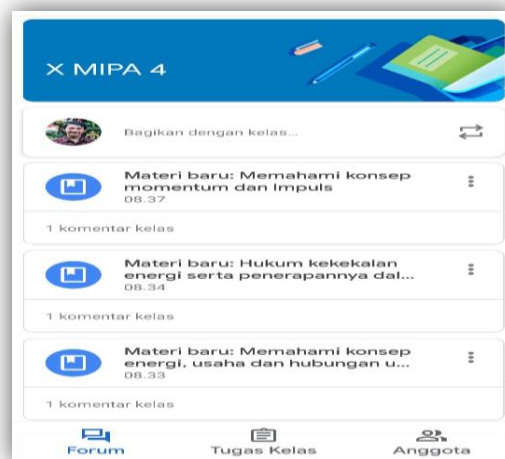 X MIPA 4
Bagikan dengan kelas...
Materi baru: Memahami konsep
momentum dan Impuls
08.37
1 komentar kelas
Materi baru: Hukum kekekalan
energi serta penerapannya dal...
08.34
1 komentar kelas
Materi baru: Memahami konsep
energi, usaha dan hubungan u...
08.33
1 komentar kelas
Forum Tugas Kelas Anggota